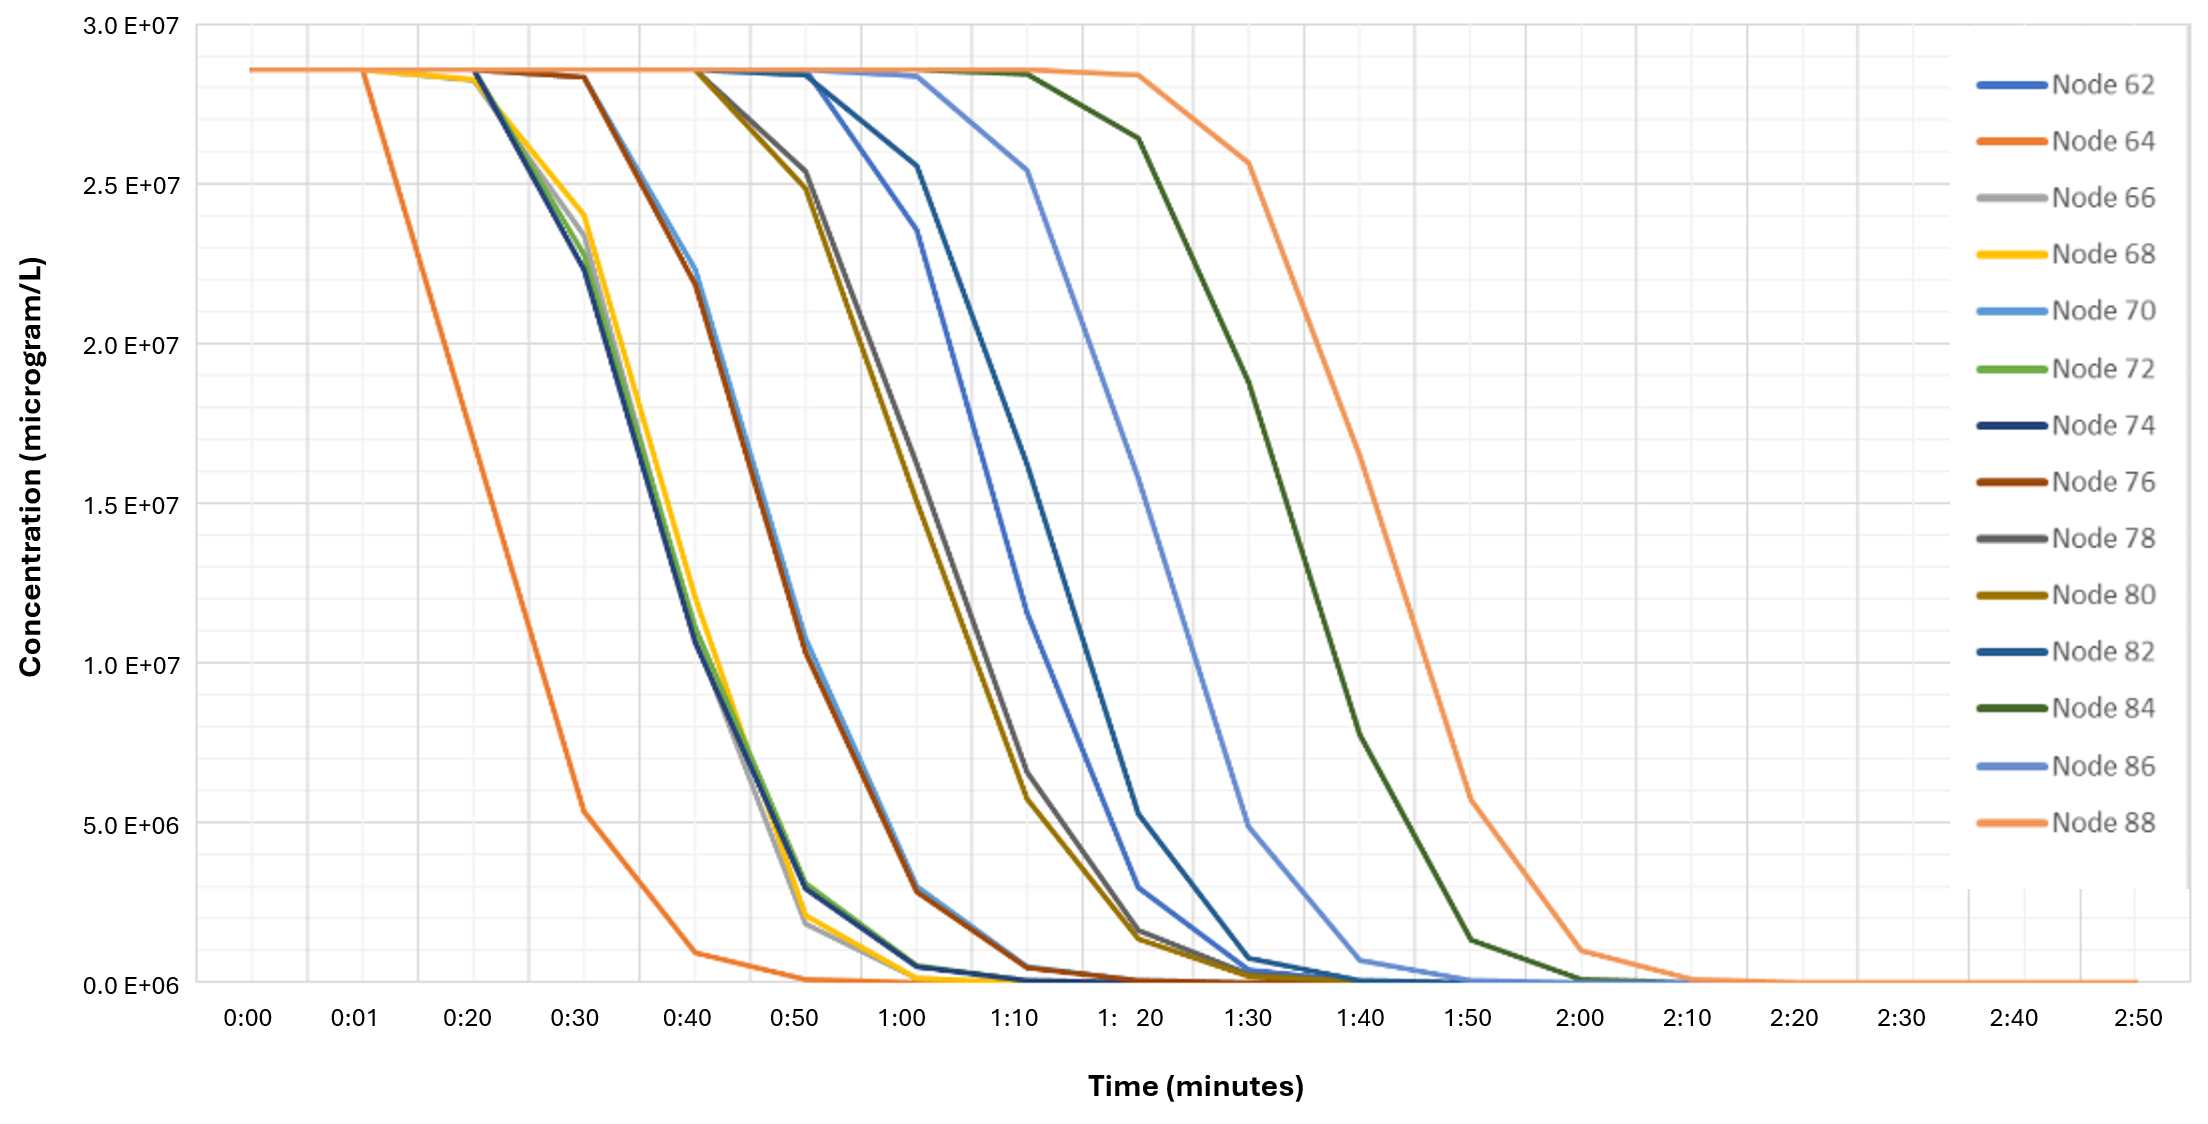 3.0 E+07
2.5 E+07
2.0 E+07
1.5 E+07
1.0 E+07
5.0 E+06
0.0 E+06
Concentration (microgram/L)
0:00 0:01 0:20 0:30 0:40 0:50 1:00 1:10 1: 20 1:30 1:40 1:50 2:00 2:10 2:20 2:30 2:40 2:50
Time (minutes)
Node 62
Node 64
Node 66
Node 68
Node 70
Node 72
Node 74
Node 76
Node 78
Node 80
Node 82
Node 84
Node 86
Node 88